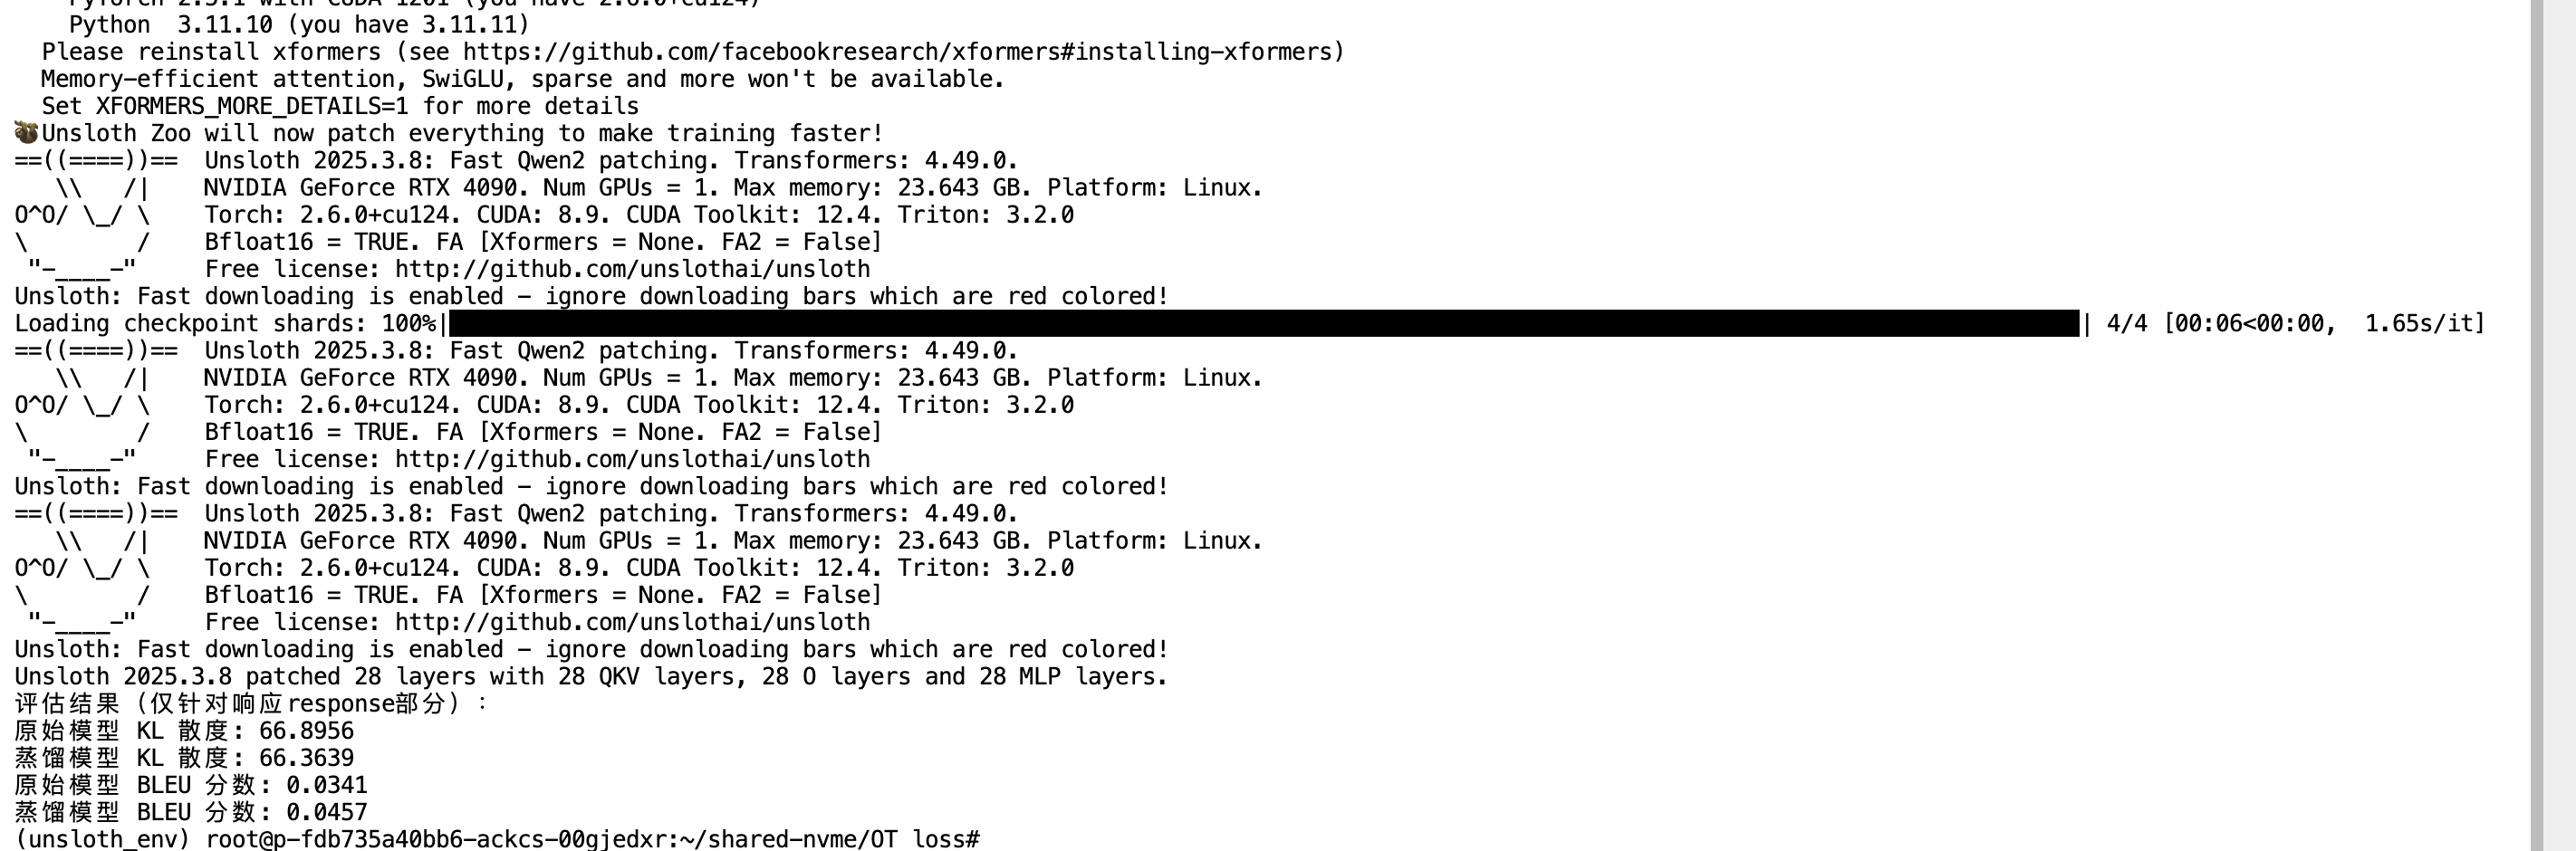 PyTorch 2.5.1 with CUDA 1201 (you have 2.6.0+cu124)
Python  3.11.10 (you have 3.11.11)
Please reinstall xformers (see https://github.com/facebookresearch/xformers#installing-xformers)
Memory-efficient attention, SwiGLU, sparse and more won't be available.
Set XFORMERS_MORE_DETAILS=1 for more details
🦥Unsloth Zoo will now patch everything to make training faster!
==((====))==  Unsloth 2025.3.8: Fast Qwen2 patching. Transformers: 4.49.0.
   \\   /|    NVIDIA GeForce RTX 4090. Num GPUs = 1. Max memory: 23.643 GB. Platform: Linux.
O^O/ \_/ \    Torch: 2.6.0+cu124. CUDA: 8.9. CUDA Toolkit: 12.4. Triton: 3.2.0
\        /    Bfloat16 = TRUE. FA [Xformers = None. FA2 = False]
 "-____-"     Free license: http://github.com/unslothai/unsloth
Unsloth: Fast downloading is enabled - ignore downloading bars which are red colored!
Loading checkpoint shards: 100%|| 4/4 [00:06<00:00,  1.65s/it]
==((====))==  Unsloth 2025.3.8: Fast Qwen2 patching. Transformers: 4.49.0.
   \\   /|    NVIDIA GeForce RTX 4090. Num GPUs = 1. Max memory: 23.643 GB. Platform: Linux.
O^O/ \_/ \    Torch: 2.6.0+cu124. CUDA: 8.9. CUDA Toolkit: 12.4. Triton: 3.2.0
\        /    Bfloat16 = TRUE. FA [Xformers = None. FA2 = False]
 "-____-"     Free license: http://github.com/unslothai/unsloth
Unsloth: Fast downloading is enabled - ignore downloading bars which are red colored!
==((====))==  Unsloth 2025.3.8: Fast Qwen2 patching. Transformers: 4.49.0.
   \\   /|    NVIDIA GeForce RTX 4090. Num GPUs = 1. Max memory: 23.643 GB. Platform: Linux.
O^O/ \_/ \    Torch: 2.6.0+cu124. CUDA: 8.9. CUDA Toolkit: 12.4. Triton: 3.2.0
\        /    Bfloat16 = TRUE. FA [Xformers = None. FA2 = False]
 "-____-"     Free license: http://github.com/unslothai/unsloth
Unsloth: Fast downloading is enabled - ignore downloading bars which are red colored!
Unsloth 2025.3.8 patched 28 layers with 28 QKV layers, 28 O layers and 28 MLP layers.
评估结果（仅针对响应response部分）：
原始模型 KL 散度: 66.8956
蒸馏模型 KL 散度: 66.3639
原始模型 BLEU 分数: 0.0341
蒸馏模型 BLEU 分数: 0.0457
(unsloth_env) root@p-fdb735a40bb6-ackcs-00gjedxr:~/shared-nvme/OT loss#